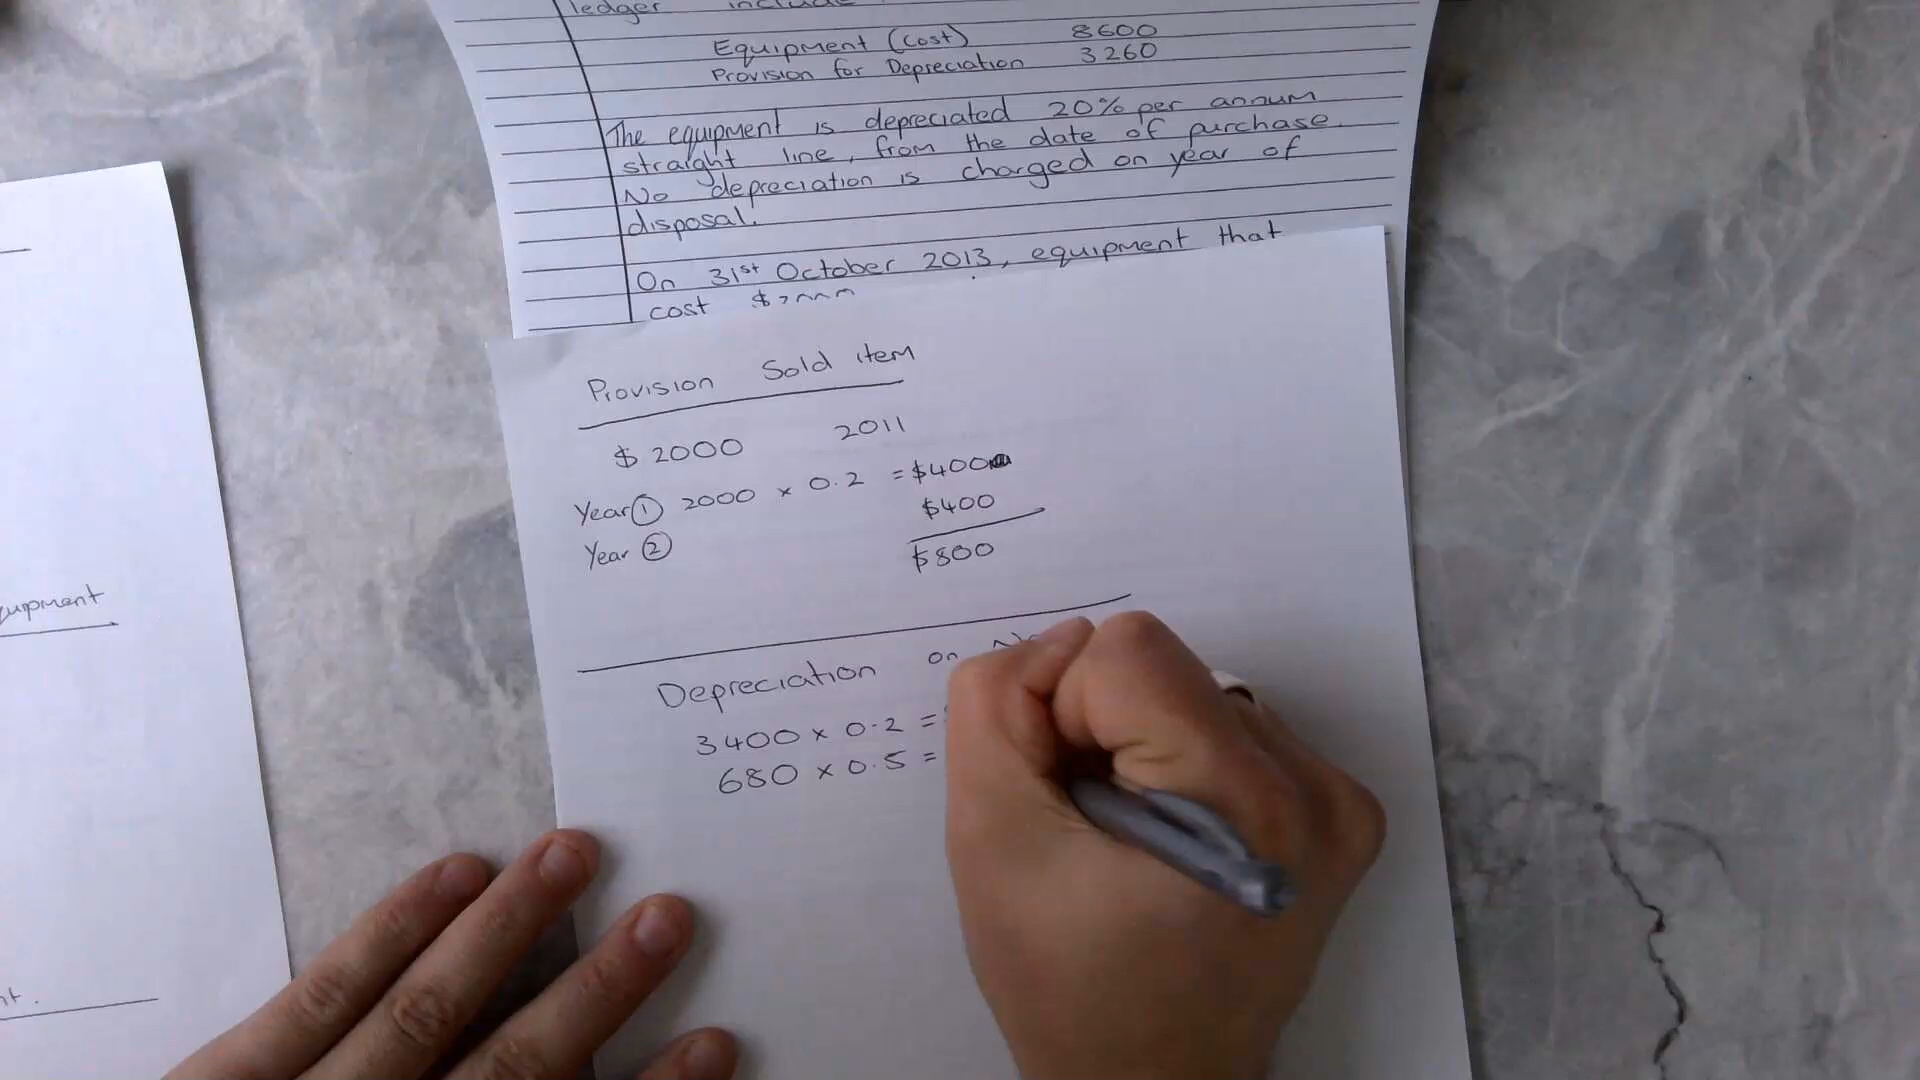 ledger include
Equipment (cost) 8600
Provision for Depreciation 3260
The equipment is depreciated 20% per annum
straight line, from the date of purchase.
No depreciation is charged on year of
disposal.
On 31st October 2013, equipment that
cost $
Provision Sold item
$ 2000 2011
Year ① 2000 x 0.2 = $400
$400
Year ②
$800
Depreciation on
3400 x 0.2 =
680 x 0.5 =